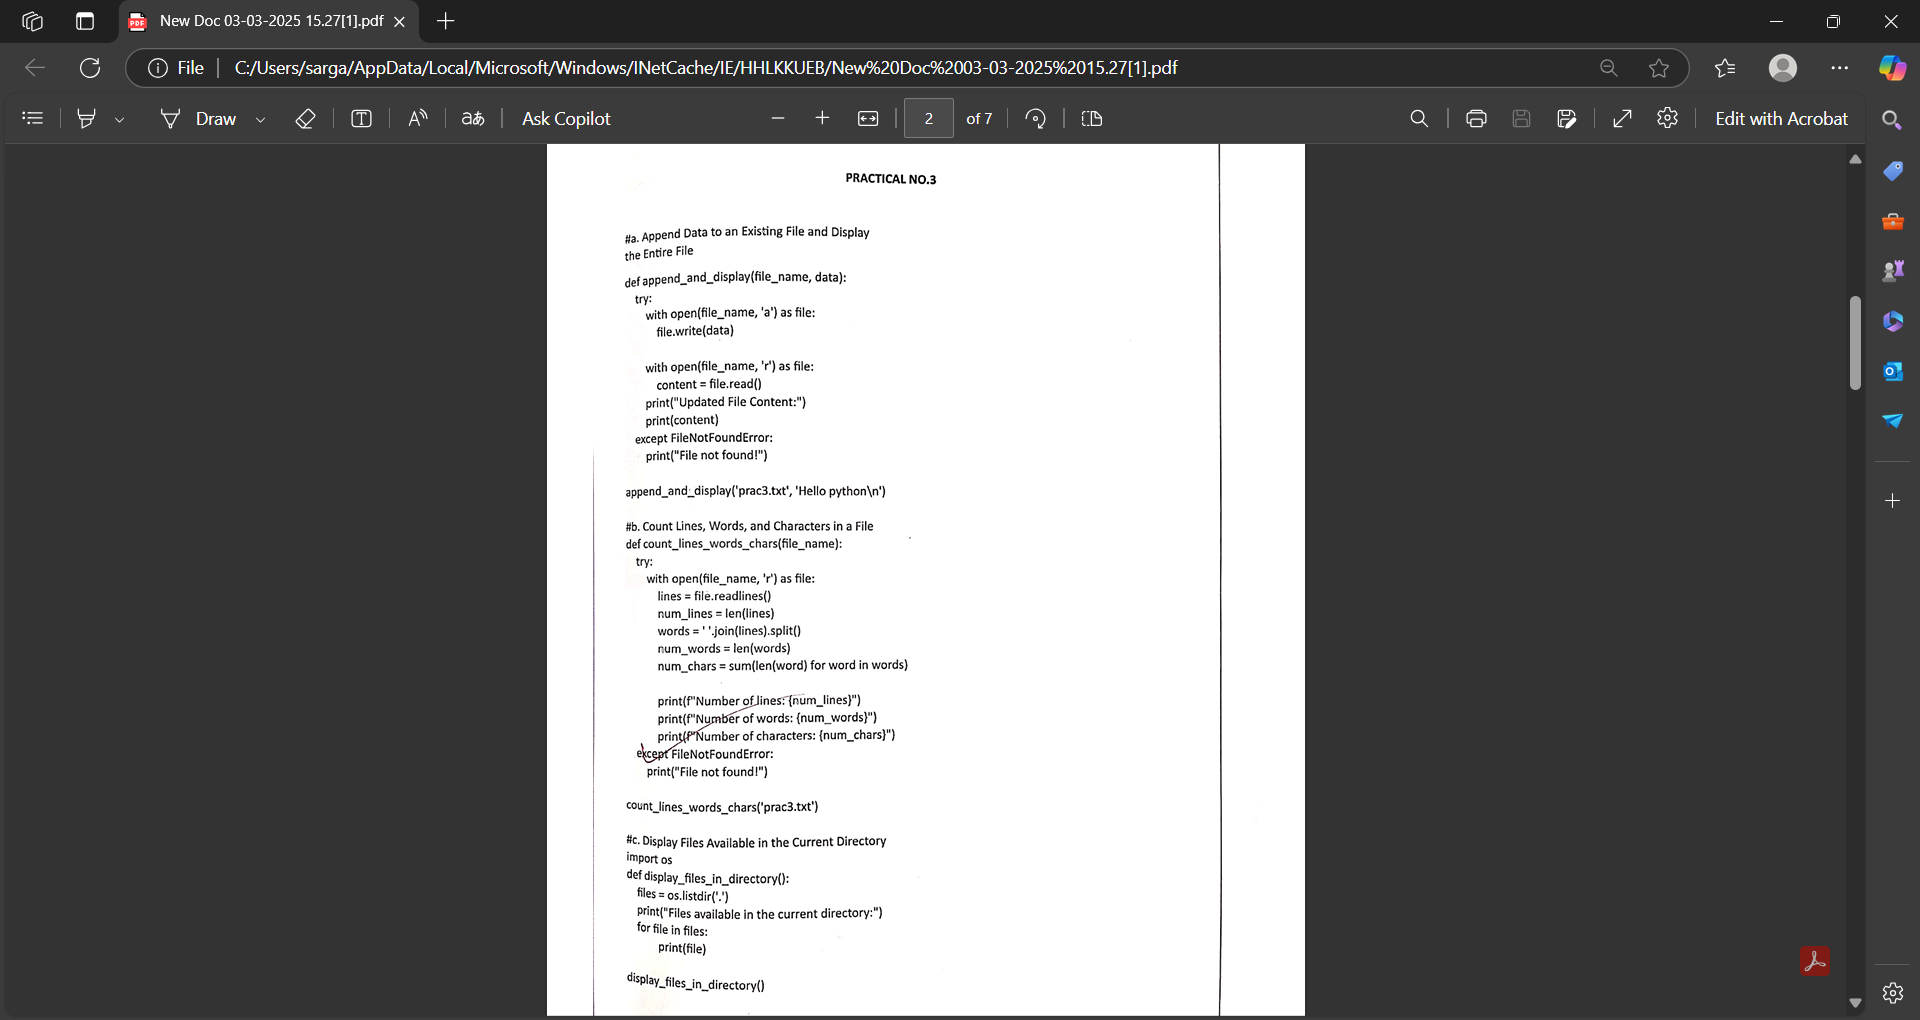 New Doc 03-03-2025 15.27[1].pdf
File
C:/Users/sarga/AppData/Local/Microsoft/Windows/INetCache/IE/HHLKKUEB/New%20Doc%2003-03-2025%2015.27[1].pdf
Draw
Ask Copilot
2 of 7
Edit with Acrobat
PRACTICAL NO.3
#a. Append Data to an Existing File and Display
the Entire File
def append_and_display(file_name, data):
try:
with open(file_name, 'a') as file:
file.write(data)
with open(file_name, 'r') as file:
content = file.read()
print("Updated File Content:")
print(content)
except FileNotFoundError:
print("File not found!")
append_and_display('prac3.txt', 'Hello python\n')
#b. Count Lines, Words, and Characters in a File
def count_lines_words_chars(file_name):
try:
with open(file_name, 'r') as file:
lines = file.readlines()
num_lines = len(lines)
words = ' '.join(lines).split()
num_words = len(words)
num_chars = sum(len(word) for word in words)
print(f"Number of lines: {num_lines}")
print(f"Number of words: {num_words}")
print(f"Number of characters: {num_chars}")
except FileNotFoundError:
print("File not found!")
count_lines_words_chars('prac3.txt')
#c. Display Files Available in the Current Directory
import os
def display_files_in_directory():
files = os.listdir('.')
print("Files available in the current directory:")
for file in files:
print(file)
display_files_in_directory()